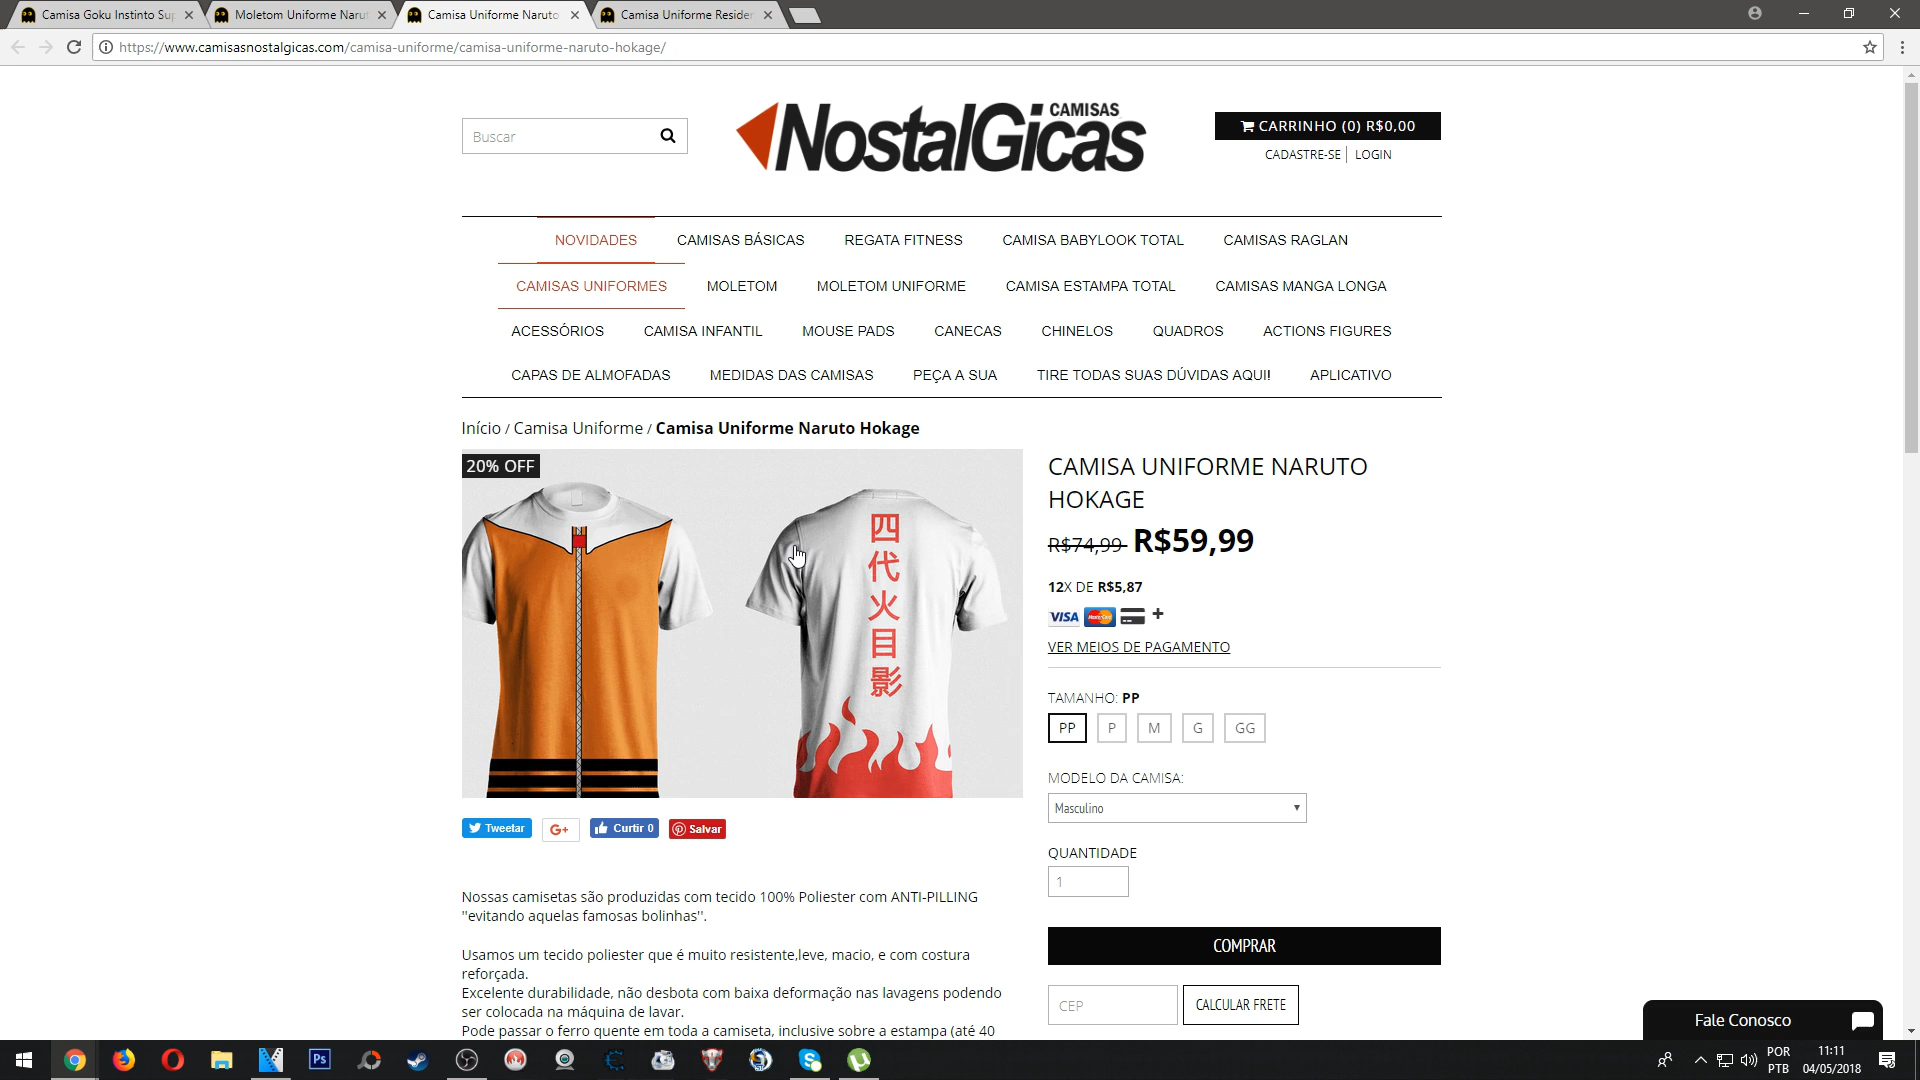 Camisa Goku Instinto Sup
Moletom Uniforme Narut
Camisa Uniforme Naruto
Camisa Uniforme Residen
https://www.camisasnostalgicas.com/camisa-uniforme/camisa-uniforme-naruto-hokage/
Buscar
CAMISAS
NostalGicas
CARRINHO (0) R$0,00
CADASTRE-SE LOGIN
NOVIDADES CAMISAS BÁSICAS REGATA FITNESS CAMISA BABYLOOK TOTAL CAMISAS RAGLAN
CAMISAS UNIFORMES MOLETOM MOLETOM UNIFORME CAMISA ESTAMPA TOTAL CAMISAS MANGA LONGA
ACESSÓRIOS CAMISA INFANTIL MOUSE PADS CANECAS CHINELOS QUADROS ACTIONS FIGURES
CAPAS DE ALMOFADAS MEDIDAS DAS CAMISAS PEÇA A SUA TIRE TODAS SUAS DÚVIDAS AQUI! APLICATIVO
Início / Camisa Uniforme / Camisa Uniforme Naruto Hokage
20% OFF
四代火目影
CAMISA UNIFORME NARUTO
HOKAGE
R$74,99 R$59,99
12X DE R$5,87
VISA MasterCard +
VER MEIOS DE PAGAMENTO
TAMANHO: PP
PP P M G GG
MODELO DA CAMISA:
Masculino
QUANTIDADE
1
COMPRAR
CEP CALCULAR FRETE
Tweetar G+ Curtir 0 Salvar
Nossas camisetas são produzidas com tecido 100% Poliester com ANTI-PILLING
"evitando aquelas famosas bolinhas".
Usamos um tecido poliester que é muito resistente,leve, macio, e com costura
reforçada.
Excelente durabilidade, não desbota com baixa deformação nas lavagens podendo
ser colocada na máquina de lavar.
Pode passar o ferro quente em toda a camiseta, inclusive sobre a estampa (até 40
Fale Conosco
Ps
POR
PTB
11:11
04/05/2018